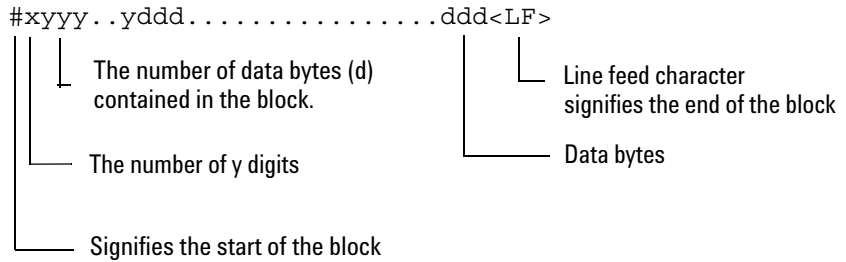 #xyyy..yddd.................ddd<LF>
The number of data bytes (d)
contained in the block.
Line feed character
signifies the end of the block
Data bytes
The number of y digits
Signifies the start of the block